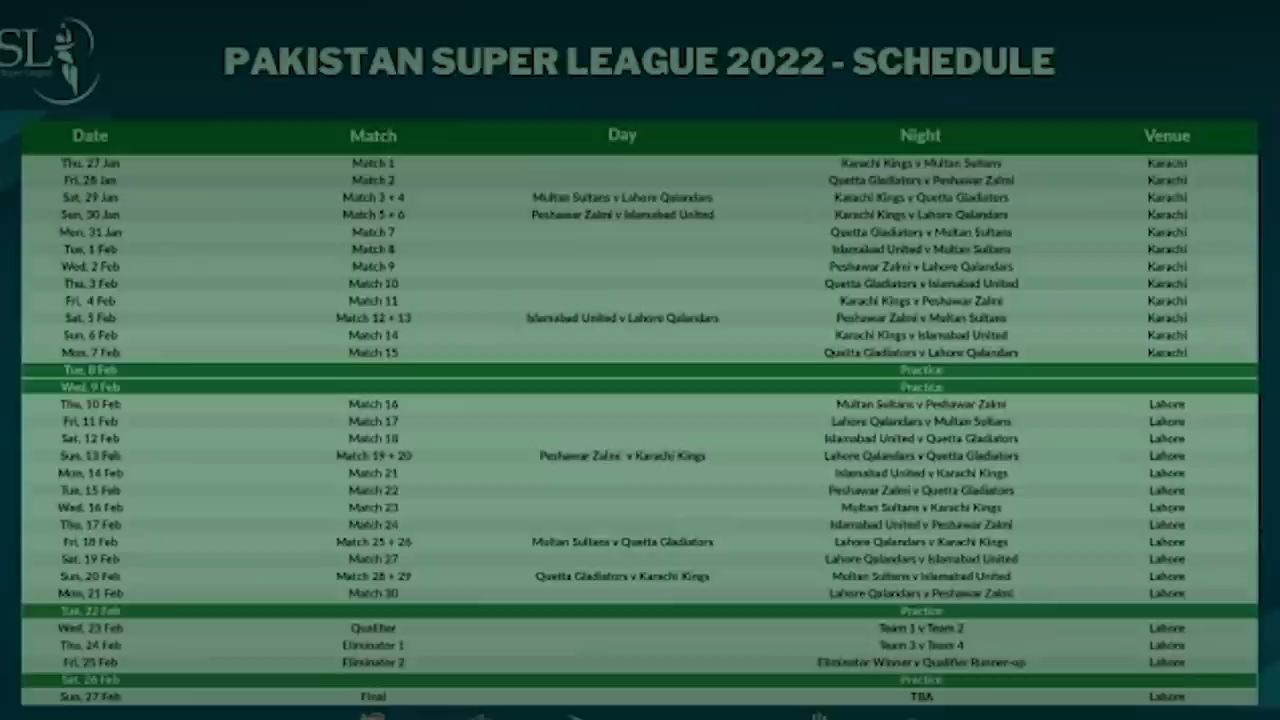 SL
PAKISTAN SUPER LEAGUE 2022 - SCHEDULE
Date Match Day Night Venue
Thu, 27 Jan Match 1 Karachi Kings v Multan Sultans Karachi
Fri, 28 Jan Match 2 Quetta Gladiators v Peshawar Zalmi Karachi
Sat, 29 Jan Match 3 + 4 Multan Sultans v Lahore Qalandars Karachi Kings v Quetta Gladiators Karachi
Sun, 30 Jan Match 5 + 6 Peshawar Zalmi v Islamabad United Karachi Kings v Lahore Qalandars Karachi
Mon, 31 Jan Match 7 Quetta Gladiators v Multan Sultans Karachi
Tue, 1 Feb Match 8 Islamabad United v Multan Sultans Karachi
Wed, 2 Feb Match 9 Peshawar Zalmi v Lahore Qalandars Karachi
Thu, 3 Feb Match 10 Quetta Gladiators v Islamabad United Karachi
Fri, 4 Feb Match 11 Karachi Kings v Peshawar Zalmi Karachi
Sat, 5 Feb Match 12 + 13 Islamabad United v Lahore Qalandars Peshawar Zalmi v Multan Sultans Karachi
Sun, 6 Feb Match 14 Karachi Kings v Islamabad United Karachi
Mon, 7 Feb Match 15 Quetta Gladiators v Lahore Qalandars Karachi
Tue, 8 Feb Practice
Wed, 9 Feb Practice
Thu, 10 Feb Match 16 Multan Sultans v Peshawar Zalmi Lahore
Fri, 11 Feb Match 17 Lahore Qalandars v Multan Sultans Lahore
Sat, 12 Feb Match 18 Islamabad United v Quetta Gladiators Lahore
Sun, 13 Feb Match 19 + 20 Peshawar Zalmi v Karachi Kings Lahore Qalandars v Quetta Gladiators Lahore
Mon, 14 Feb Match 21 Islamabad United v Karachi Kings Lahore
Tue, 15 Feb Match 22 Peshawar Zalmi v Quetta Gladiators Lahore
Wed, 16 Feb Match 23 Multan Sultans v Karachi Kings Lahore
Thu, 17 Feb Match 24 Islamabad United v Peshawar Zalmi Lahore
Fri, 18 Feb Match 25 + 26 Multan Sultans v Quetta Gladiators Lahore Qalandars v Karachi Kings Lahore
Sat, 19 Feb Match 27 Lahore Qalandars v Islamabad United Lahore
Sun, 20 Feb Match 28 + 29 Quetta Gladiators v Karachi Kings Multan Sultans v Islamabad United Lahore
Mon, 21 Feb Match 30 Lahore Qalandars v Peshawar Zalmi Lahore
Tue, 22 Feb Practice
Wed, 23 Feb Qualifier Team 1 v Team 2 Lahore
Thu, 24 Feb Eliminator 1 Team 3 v Team 4 Lahore
Fri, 25 Feb Eliminator 2 Eliminator Winner v Qualifier Runner-up Lahore
Sat, 26 Feb Practice
Sun, 27 Feb Final TBA Lahore